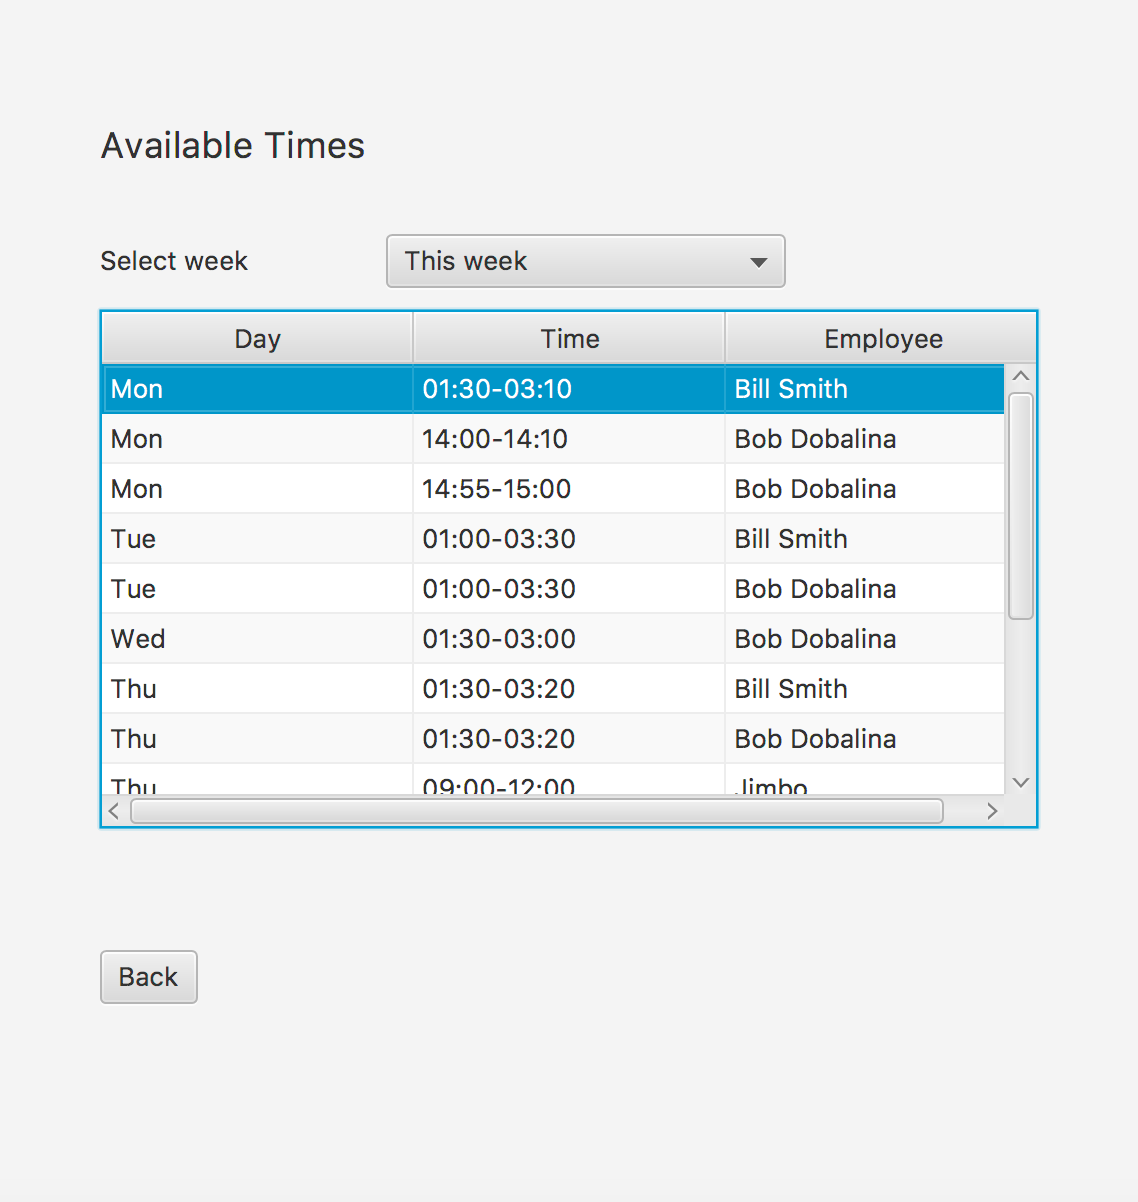 Available Times
Select week This week
Day Time Employee
Mon 01:30-03:10 Bill Smith
Mon 14:00-14:10 Bob Dobalina
Mon 14:55-15:00 Bob Dobalina
Tue 01:00-03:30 Bill Smith
Tue 01:00-03:30 Bob Dobalina
Wed 01:30-03:00 Bob Dobalina
Thu 01:30-03:20 Bill Smith
Thu 01:30-03:20 Bob Dobalina
Thu 09:00-12:00 Jimbo
Back